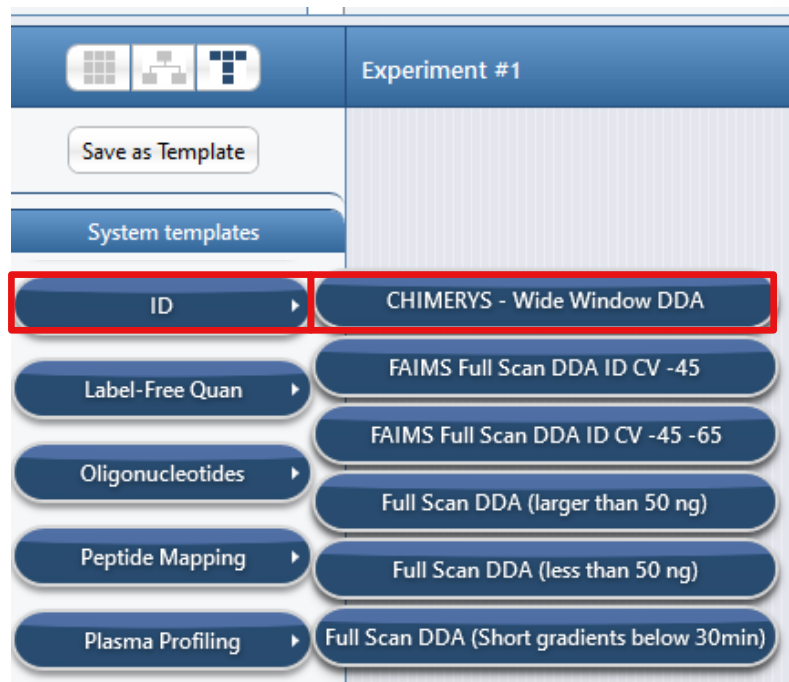 Experiment #1
Save as Template
System templates
ID
CHIMERYS - Wide Window DDA
Label-Free Quan
FAIMS Full Scan DDA ID CV -45
FAIMS Full Scan DDA ID CV -45 -65
Oligonucleotides
Full Scan DDA (larger than 50 ng)
Peptide Mapping
Full Scan DDA (less than 50 ng)
Plasma Profiling
Full Scan DDA (Short gradients below 30min)